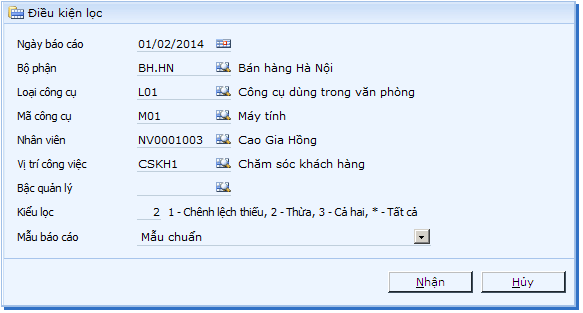 Điều kiện lọc
Ngày báo cáo 01/02/2014
Bộ phận BH.HN Bán hàng Hà Nội
Loại công cụ L01 Công cụ dùng trong văn phòng
Mã công cụ M01 Máy tính
Nhân viên NV0001003 Cao Gia Hồng
Vị trí công việc CSKH1 Chăm sóc khách hàng
Bậc quản lý
Kiểu lọc 2 1 - Chênh lệch thiếu, 2 - Thừa, 3 - Cả hai, * - Tất cả
Mẫu báo cáo Mẫu chuẩn
Nhận Hủy